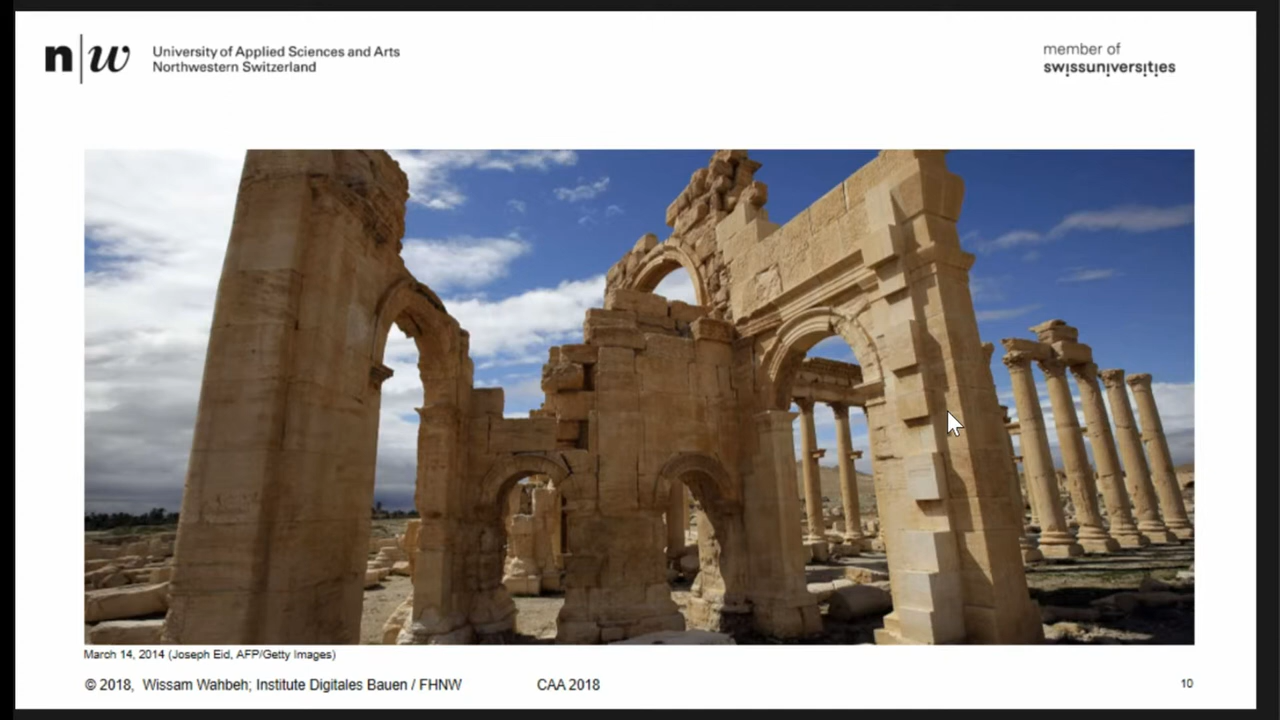 n|w University of Applied Sciences and Arts
Northwestern Switzerland
member of
swissuniversities
March 14, 2014 (Joseph Eid, AFP/Getty Images)
© 2018, Wissam Wahbeh; Institute Digitales Bauen / FHNW CAA 2018 10